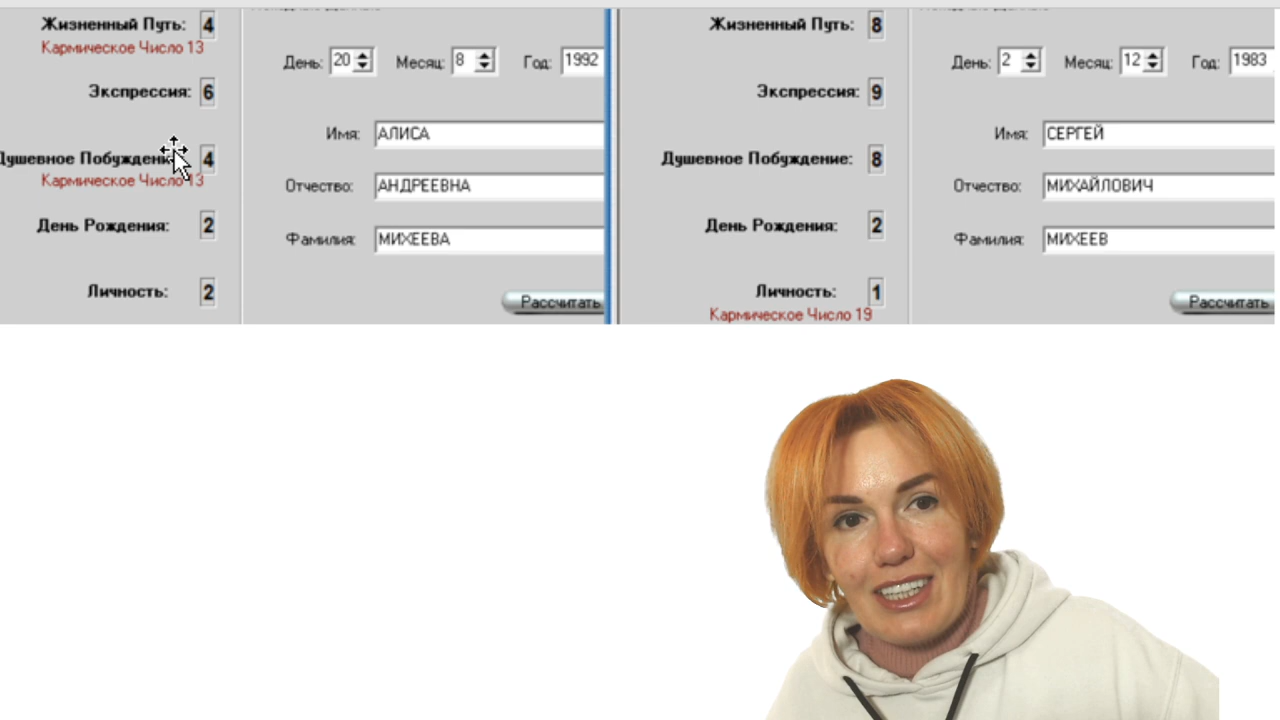 Жизненный Путь: 4
Кармическое Число 13
День: 20 Месяц: 8 Год: 1992
Экспрессия: 6
Имя: АЛИСА
Душевное Побуждени 4
Кармическое Число 13
Отчество: АНДРЕЕВНА
День Рождения: 2
Фамилия: МИХЕЕВА
Личность: 2
Рассчитать
Жизненный Путь: 8
День: 2 Месяц: 12 Год: 1983
Экспрессия: 9
Имя: СЕРГЕЙ
Душевное Побуждение: 8
Отчество: МИХАЙЛОВИЧ
День Рождения: 2
Фамилия: МИХЕЕВ
Личность: 1
Кармическое Число 19
Рассчитать